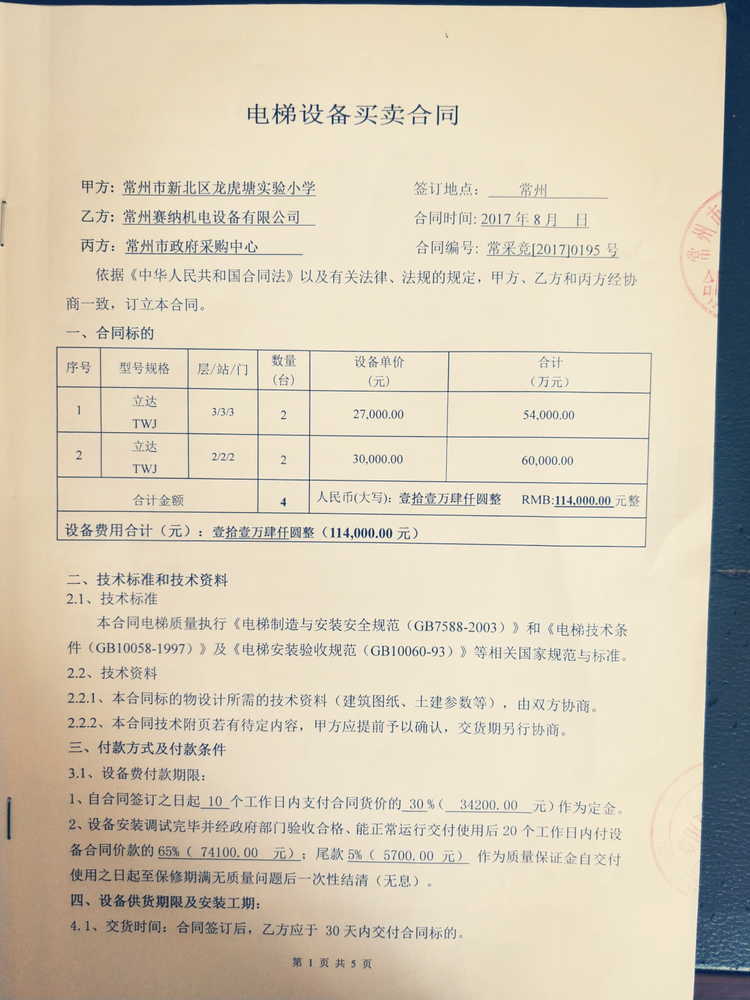 电梯设备买卖合同
甲方：常州市新北区龙虎塘实验小学 签订地点： 常州
乙方：常州赛纳机电设备有限公司 合同时间：2017 年 8 月 日
丙方：常州市政府采购中心 合同编号：常采竞[2017]0195 号
依据《中华人民共和国合同法》以及有关法律、法规的规定，甲方、乙方和丙方经协
商一致，订立本合同。
一、合同标的
序号 型号规格 层/站/门 数量（台） 设备单价（元） 合计（万元）
1 立达 TWJ 3/3/3 2 27,000.00 54,000.00
2 立达 TWJ 2/2/2 2 30,000.00 60,000.00
合计金额 4 人民币(大写)：壹拾壹万肆仟圆整 RMB:114,000.00 元整
设备费用合计（元）：壹拾壹万肆仟圆整（114,000.00 元）
二、技术标准和技术资料
2.1、技术标准
本合同电梯质量执行《电梯制造与安装安全规范（GB7588-2003）》和《电梯技术条
件（GB10058-1997）》及《电梯安装验收规范（GB10060-93）》等相关国家规范与标准。
2.2、技术资料
2.2.1、本合同标的物设计所需的技术资料（建筑图纸、土建参数等），由双方协商。
2.2.2、本合同技术附页若有待定内容，甲方应提前予以确认，交货期另行协商。
三、付款方式及付款条件
3.1、设备费付款期限：
1、自合同签订之日起 10 个工作日内支付合同货价的 30 %（ 34200.00 元）作为定金。
2、设备安装调试完毕并经政府部门验收合格、能正常运行交付使用后 20 个工作日内付设
备合同价款的 65%（ 74100.00 元）；尾款 5%（ 5700.00 元） 作为质量保证金自交付
使用之日起至保修期满无质量问题后一次性结清（无息）。
四、设备供货期限及安装工期：
4.1、交货时间：合同签订后，乙方应于 30 天内交付合同标的。
第 1 页 共 5 页
常州市